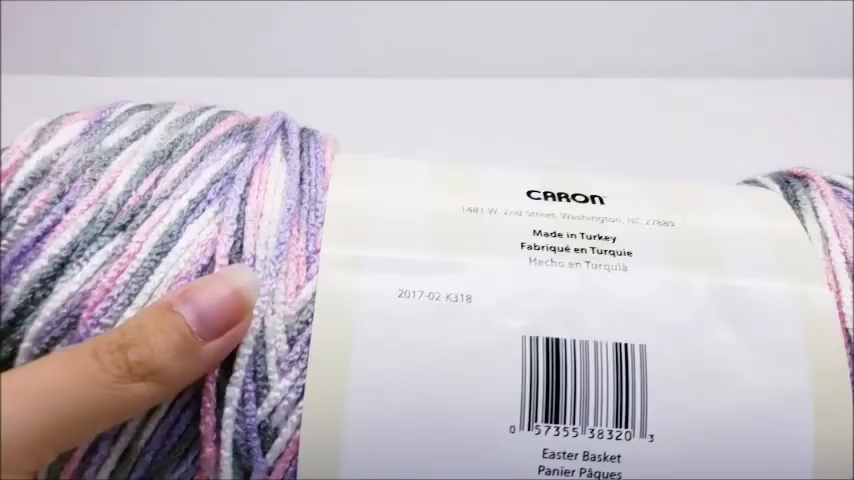 CARON
1481 W. 2nd Street, Washington, NC 27889
Made in Turkey
Fabriqué en Turquie
Hecho en Turquía
2017-02-K318
0 57355 38320 3
Easter Basket
Panier Pâques